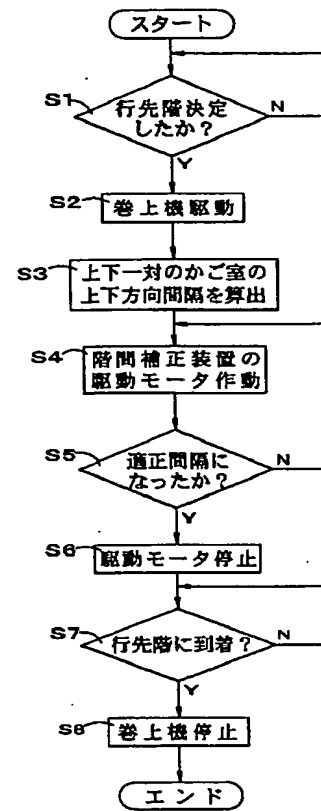 スタート
S1
行先階決定
したか?
N
Y
S2
巻上機駆動
S3
上下一対のかご室の
上下方向間隔を算出
S4
階間補正装置の
駆動モータ作動
S5
適正間隔に
なったか?
N
Y
S6
駆動モータ停止
S7
行先階に到着?
N
Y
S8
巻上機停止
エンド